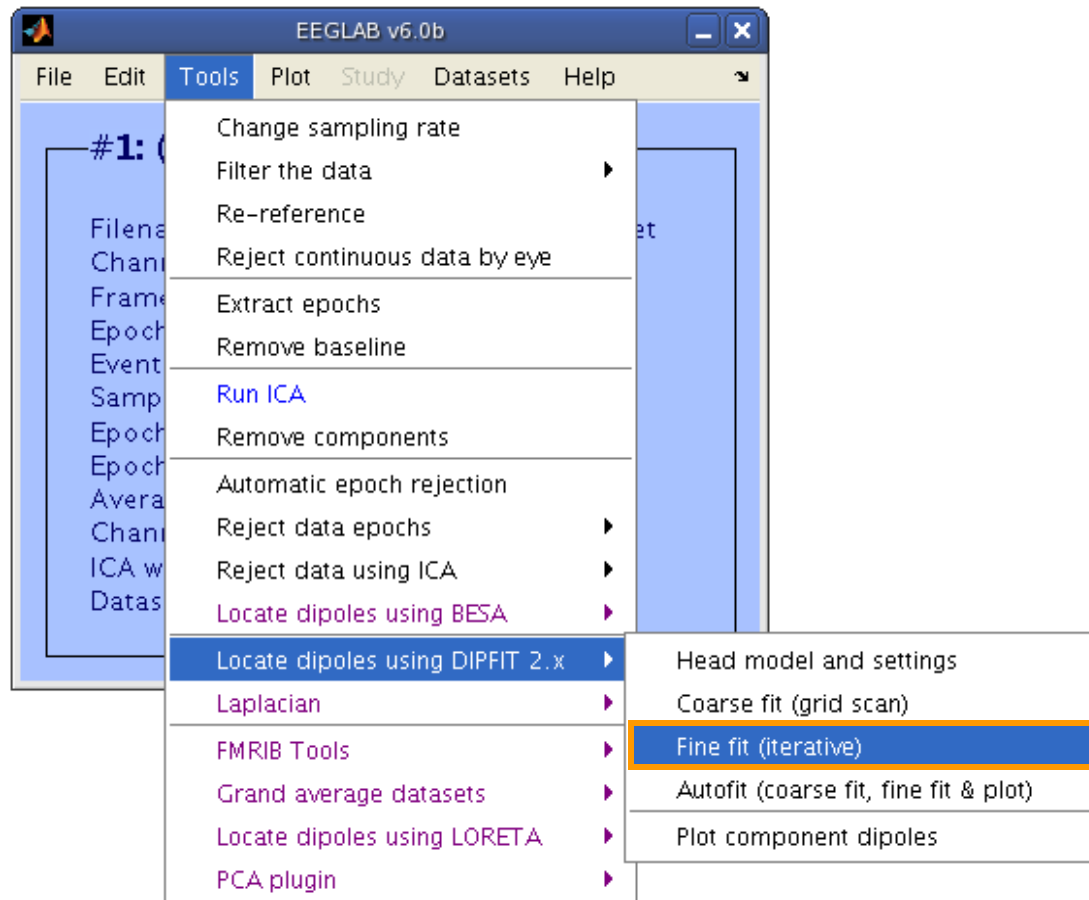 EEGLAB v6.0b
File Edit Tools Plot Study Datasets Help
#1: (
Filena et
Chann
Frame
Epoch
Event
Samp
Epoch
Epoch
Avera
Chann
ICA w
Datas
Change sampling rate
Filter the data
Re-reference
Reject continuous data by eye
Extract epochs
Remove baseline
Run ICA
Remove components
Automatic epoch rejection
Reject data epochs
Reject data using ICA
Locate dipoles using BESA
Locate dipoles using DIPFIT 2.x
Laplacian
FMRIB Tools
Grand average datasets
Locate dipoles using LORETA
PCA plugin
Head model and settings
Coarse fit (grid scan)
Fine fit (iterative)
Autofit (coarse fit, fine fit & plot)
Plot component dipoles